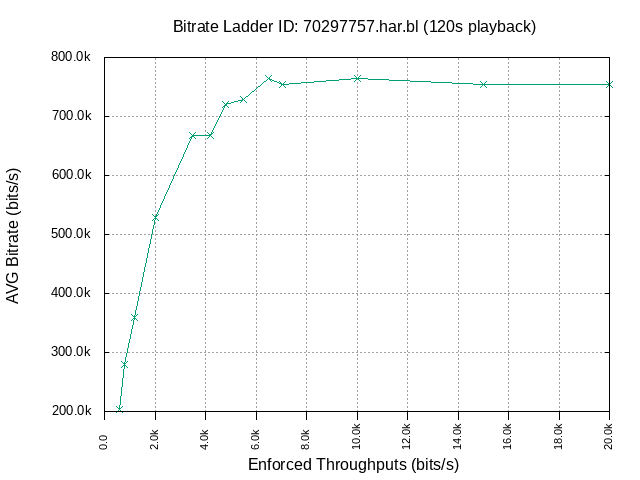 Bitrate Ladder ID: 70297757.har.bl (120s playback)
800.0k
700.0k
600.0k
500.0k
400.0k
300.0k
200.0k
AVG Bitrate (bits/s)
0.0
2.0k
4.0k
6.0k
8.0k
10.0k
12.0k
14.0k
16.0k
18.0k
20.0k
Enforced Throughputs (bits/s)